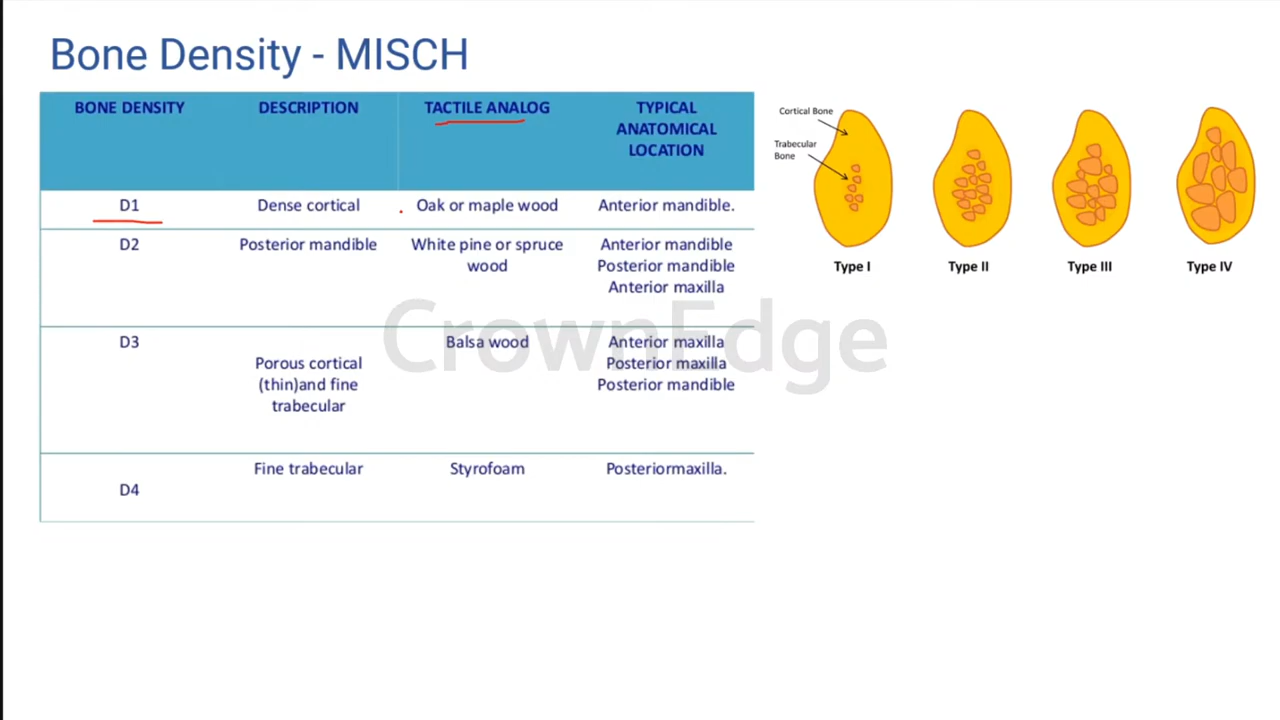 Bone Density - MISCH
BONE DENSITY
DESCRIPTION
TACTILE ANALOG
TYPICAL
ANATOMICAL
LOCATION
D1
Dense cortical
Oak or maple wood
Anterior mandible.
D2
Posterior mandible
White pine or spruce
wood
Anterior mandible
Posterior mandible
Anterior maxilla
D3
Porous cortical
(thin)and fine
trabecular
Balsa wood
Anterior maxilla
Posterior maxilla
Posterior mandible
D4
Fine trabecular
Styrofoam
Posteriormaxilla.
Cortical Bone
Trabecular
Bone
Type I
Type II
Type III
Type IV
CrownEdge